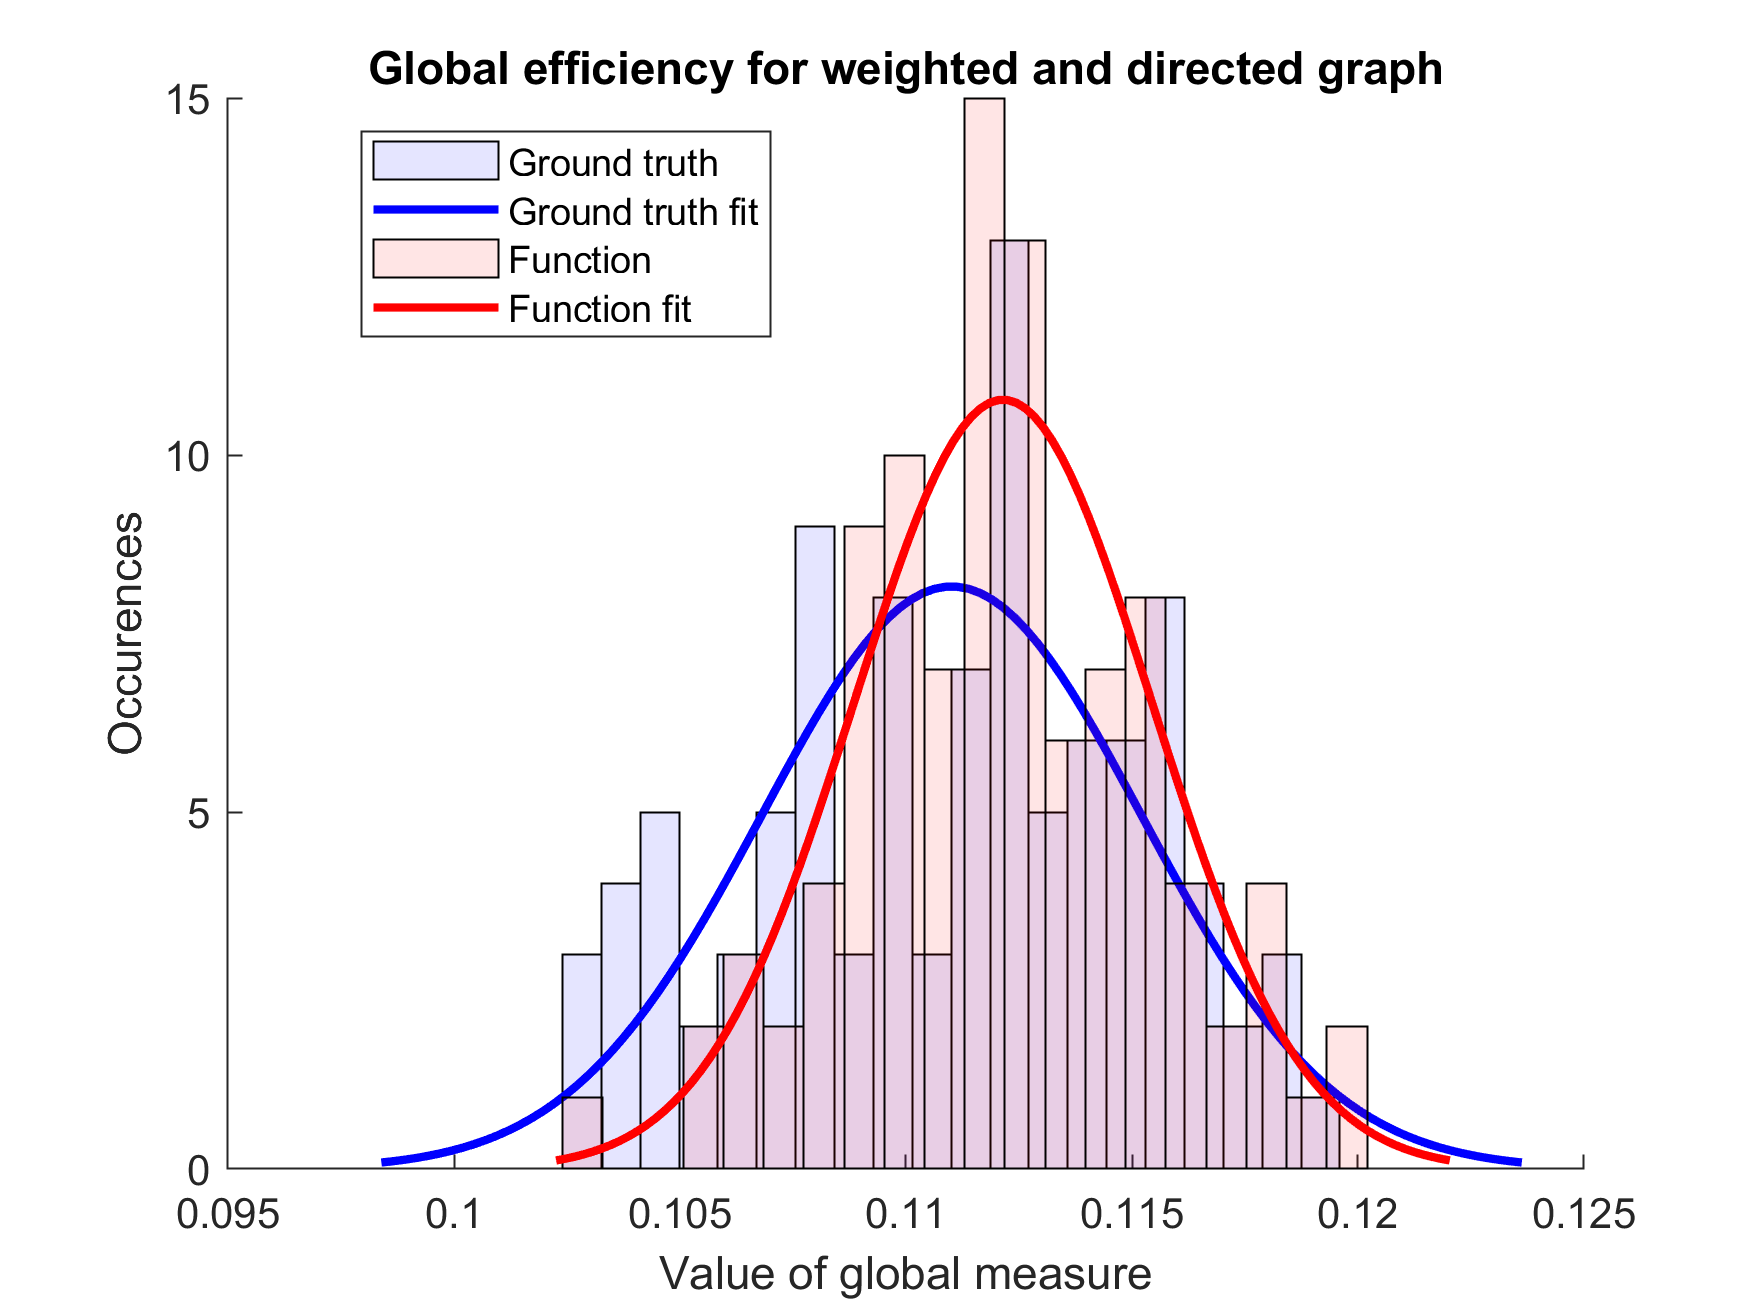 Global efficiency for weighted and directed graph
Ground truth
Ground truth fit
Function
Function fit
Occurences
15
10
5
0
0.095 0.1 0.105 0.11 0.115 0.12 0.125
Value of global measure